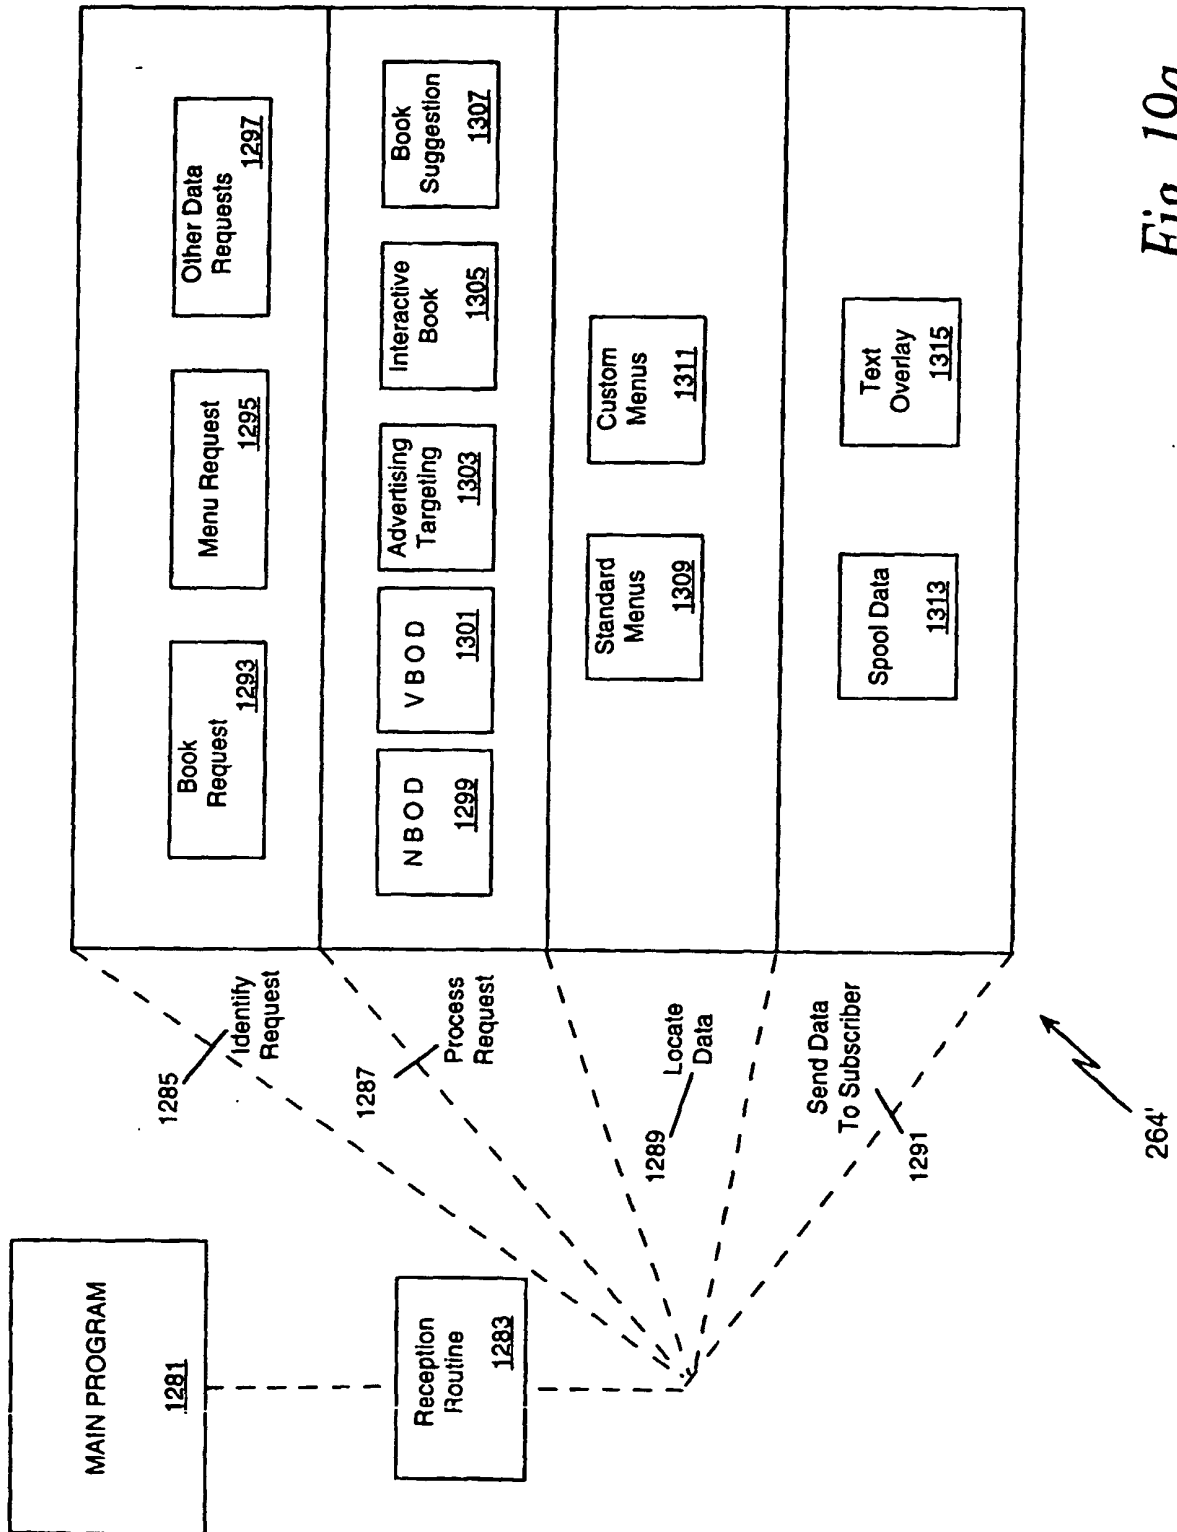 MAIN PROGRAM
1281
Reception
Routine
1283
1285
Identify
Request
1287
Process
Request
1289
Locate
Data
1291
Send Data
To Subscriber
264'
Book
Request
1293
Menu Request
1295
Other Data
Requests
1297
N B O D
1299
V B O D
1301
Advertising
Targeting
1303
Interactive
Book
1305
Book
Suggestion
1307
Standard
Menus
1309
Custom
Menus
1311
Spool Data
1313
Text
Overlay
1315
Fig. 10a